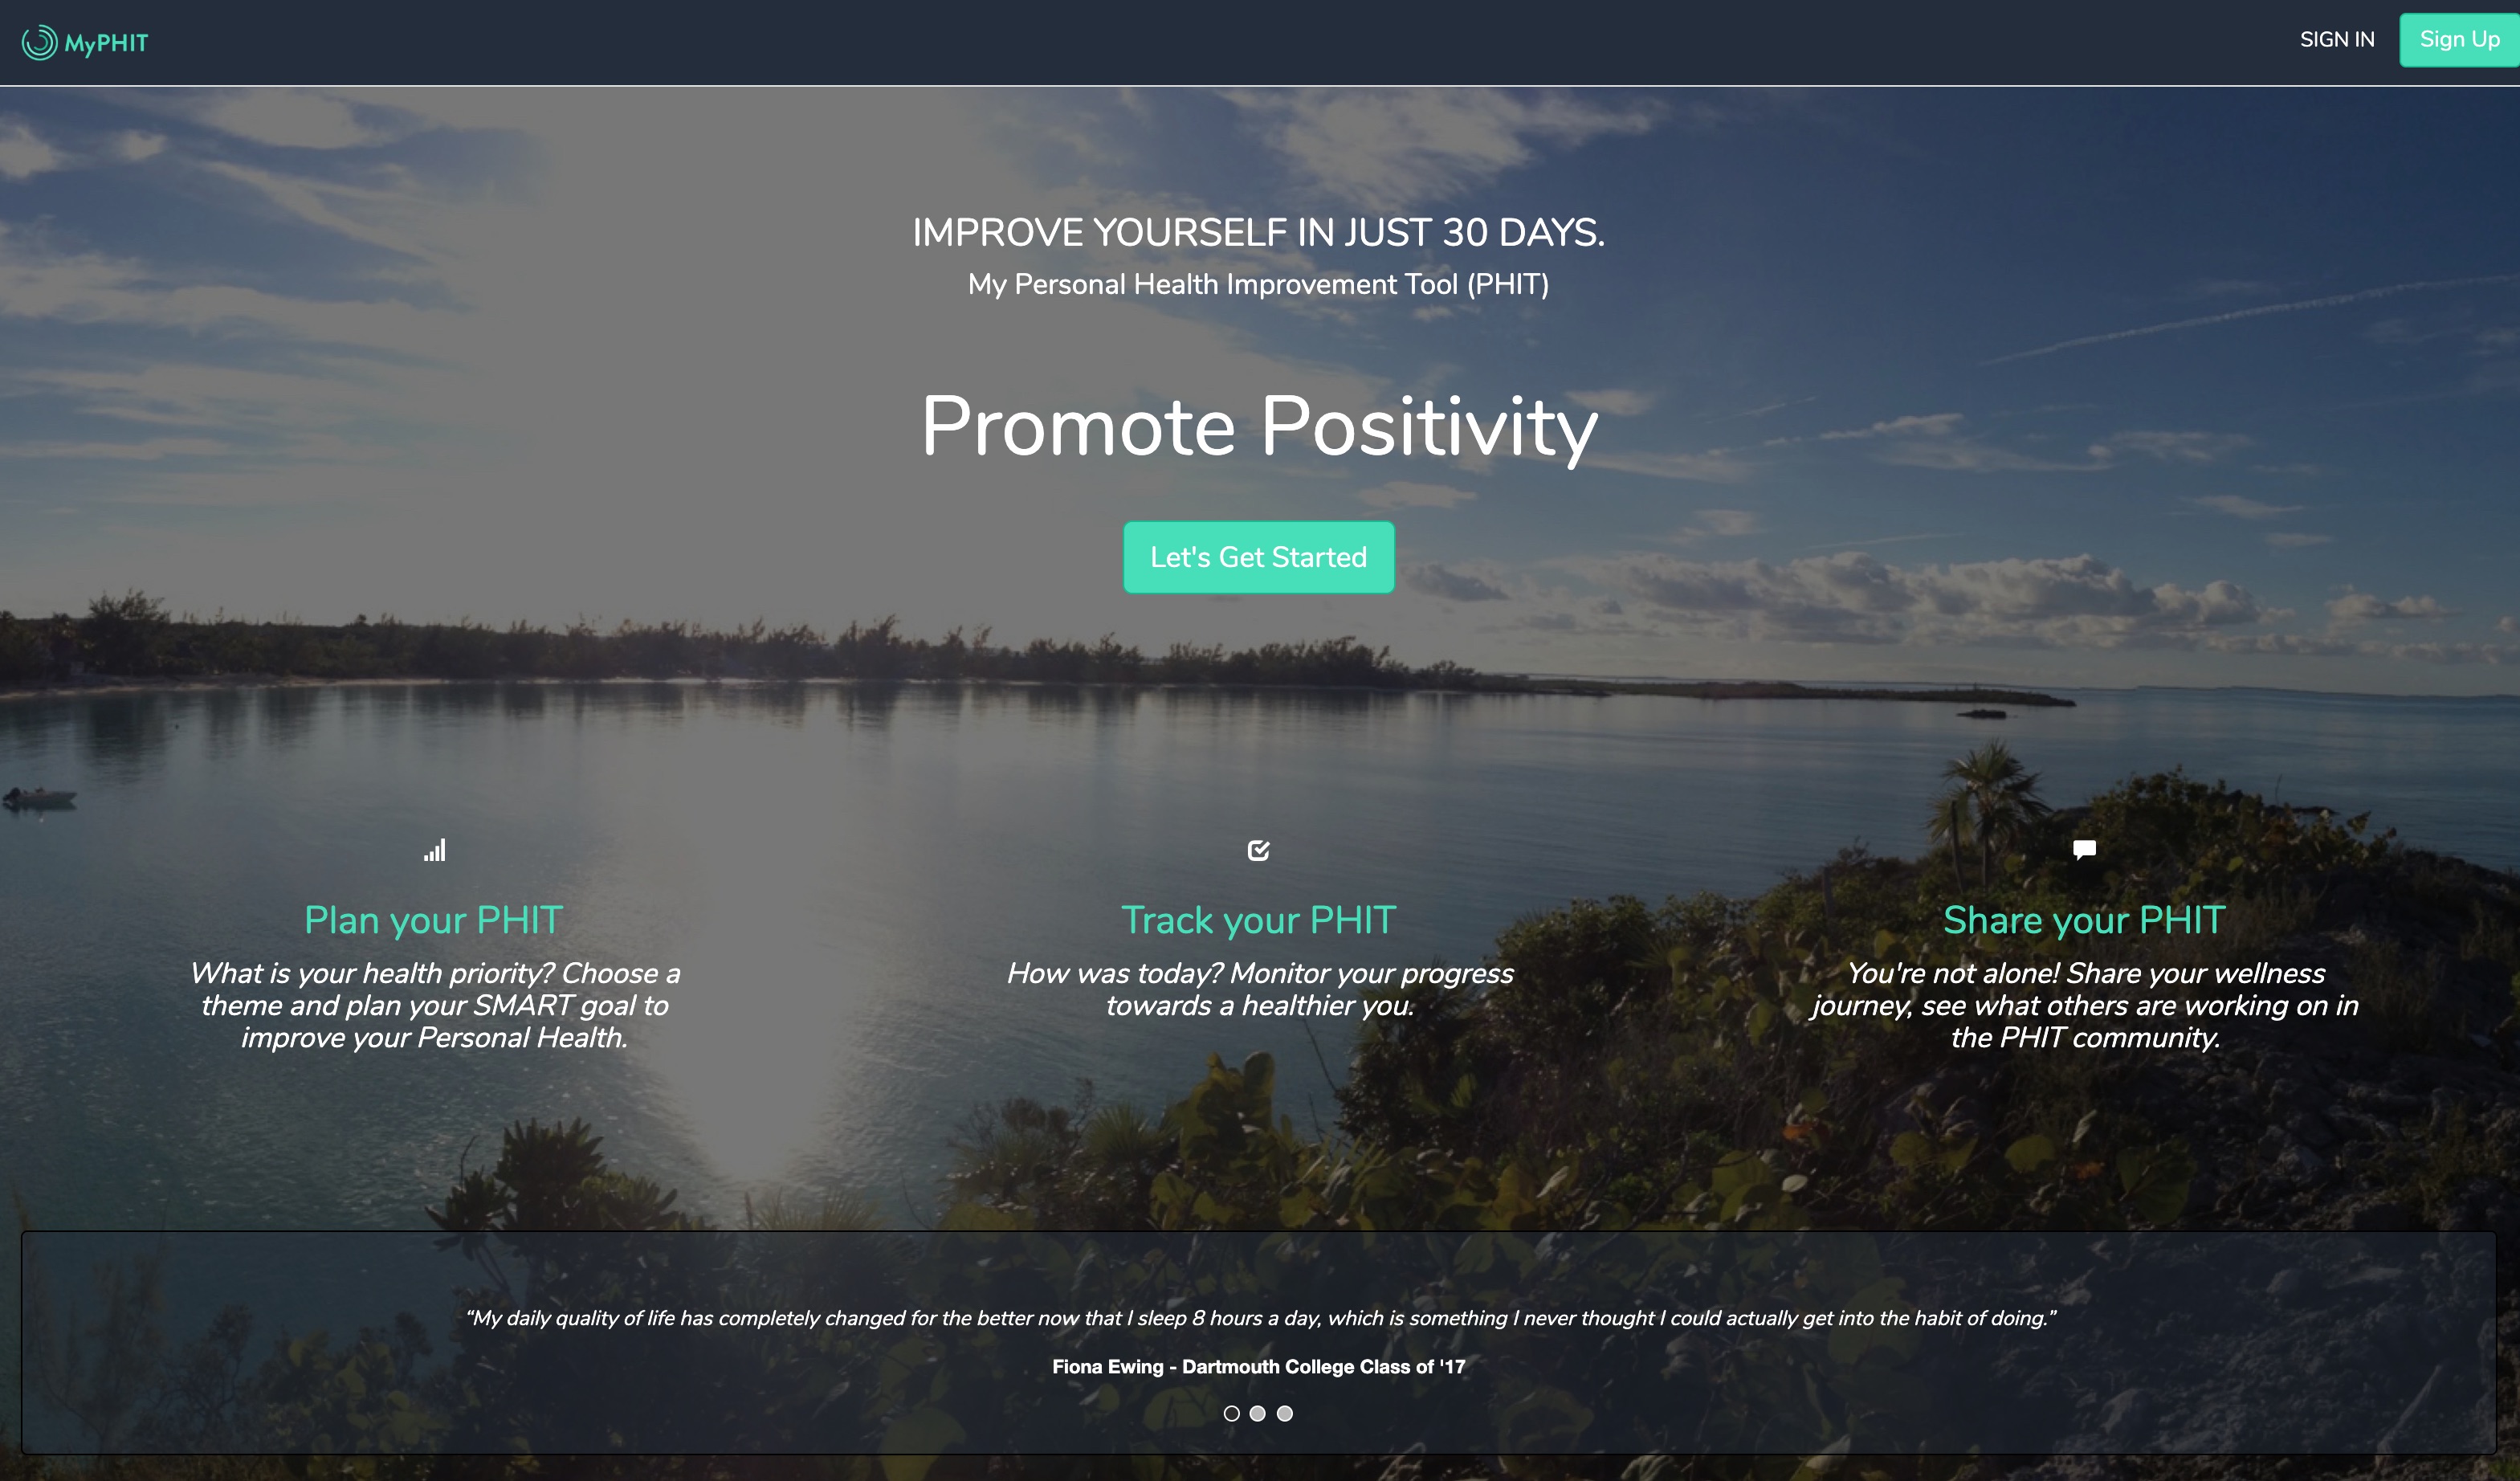 MyPHIT
SIGN IN
Sign Up
IMPROVE YOURSELF IN JUST 30 DAYS.
My Personal Health Improvement Tool (PHIT)
Promote Positivity
Let's Get Started
Plan your PHIT
What is your health priority? Choose a
theme and plan your SMART goal to
improve your Personal Health.
Track your PHIT
How was today? Monitor your progress
towards a healthier you.
Share your PHIT
You're not alone! Share your wellness
journey, see what others are working on in
the PHIT community.
“My daily quality of life has completely changed for the better now that I sleep 8 hours a day, which is something I never thought I could actually get into the habit of doing.”
Fiona Ewing - Dartmouth College Class of '17